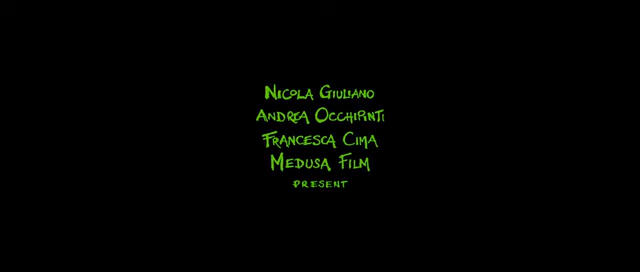 Nicola Giuliano
Andrea Occhipinti
Francesca Cima
Medusa Film
PRESENT